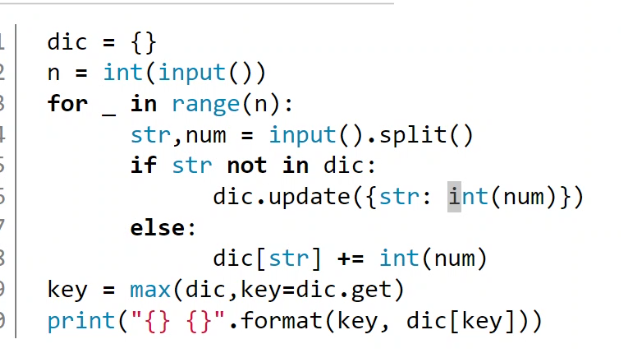 1 dic = {}
2 n = int(input())
3 for _ in range(n):
4 str,num = input().split()
5 if str not in dic:
6 dic.update({str: int(num)})
7 else:
8 dic[str] += int(num)
9 key = max(dic,key=dic.get)
0 print("{} {}".format(key, dic[key]))